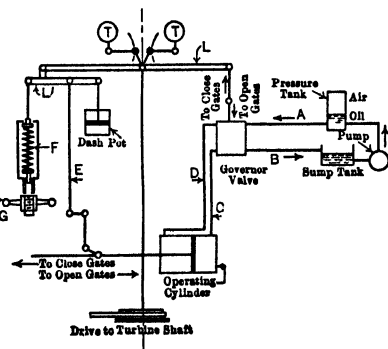 T
T
L
To Close
Gates
To Open
Gates
Pressure
Tank
Air
Oil
A
Pump
L'
Dash Pot
F
E
Governor
Valve
B
Sump Tank
D
C
G
To Close Gates
To Open Gates
Operating
Cylinder
Drive to Turbine Shaft